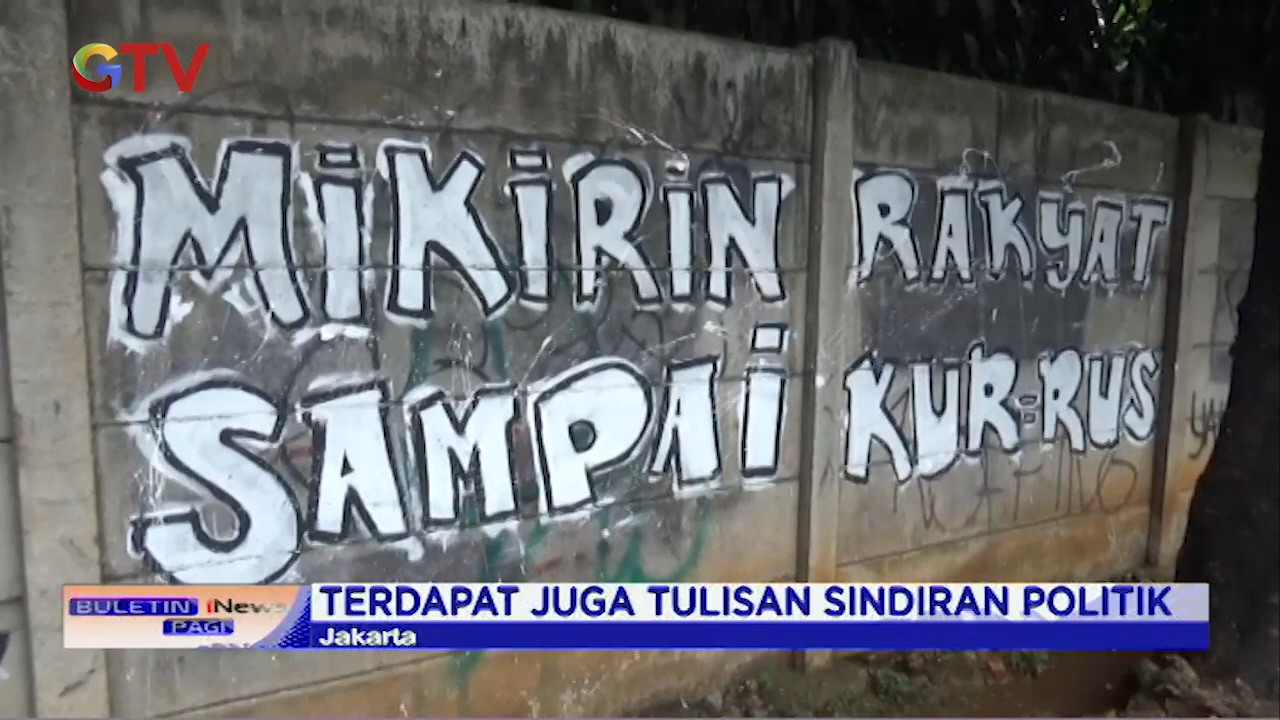 GTV
MIKIRIN RAKYAT
SAMPAI KUR=RUS
BULETIN iNews
PAGI
TERDAPAT JUGA TULISAN SINDIRAN POLITIK
Jakarta